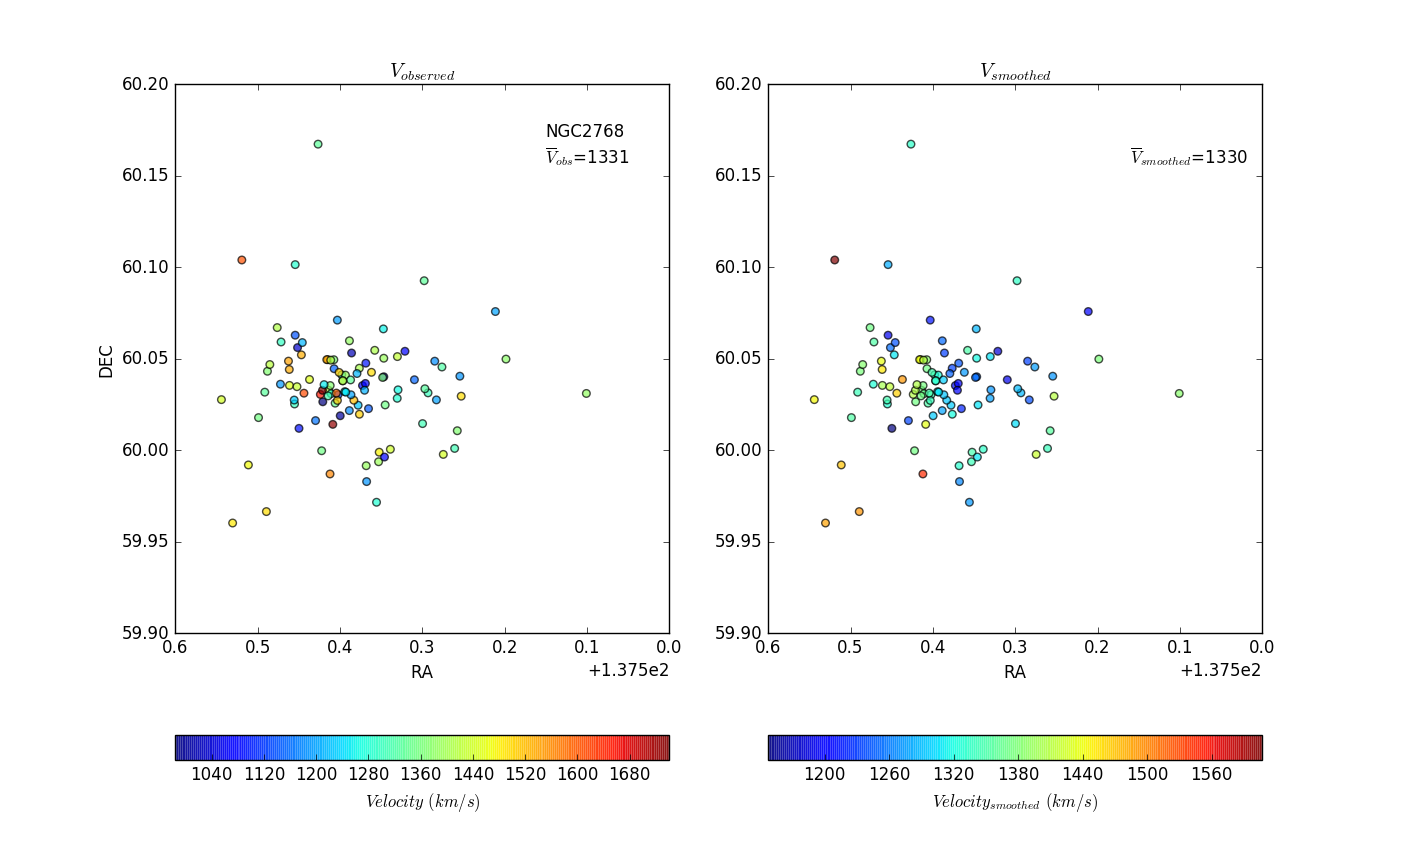 V_observed
V_smoothed
60.20
60.15
60.10
60.05
60.00
59.95
59.90
DEC
NGC2768
V̅_obs=1331
0.6 0.5 0.4 0.3 0.2 0.1 0.0
RA
+1.375e2
60.20
60.15
60.10
60.05
60.00
59.95
59.90
V̅_smoothed=1330
0.6 0.5 0.4 0.3 0.2 0.1 0.0
RA
+1.375e2
1040 1120 1200 1280 1360 1440 1520 1600 1680
Velocity (km/s)
1200 1260 1320 1380 1440 1500 1560
Velocity_smoothed (km/s)